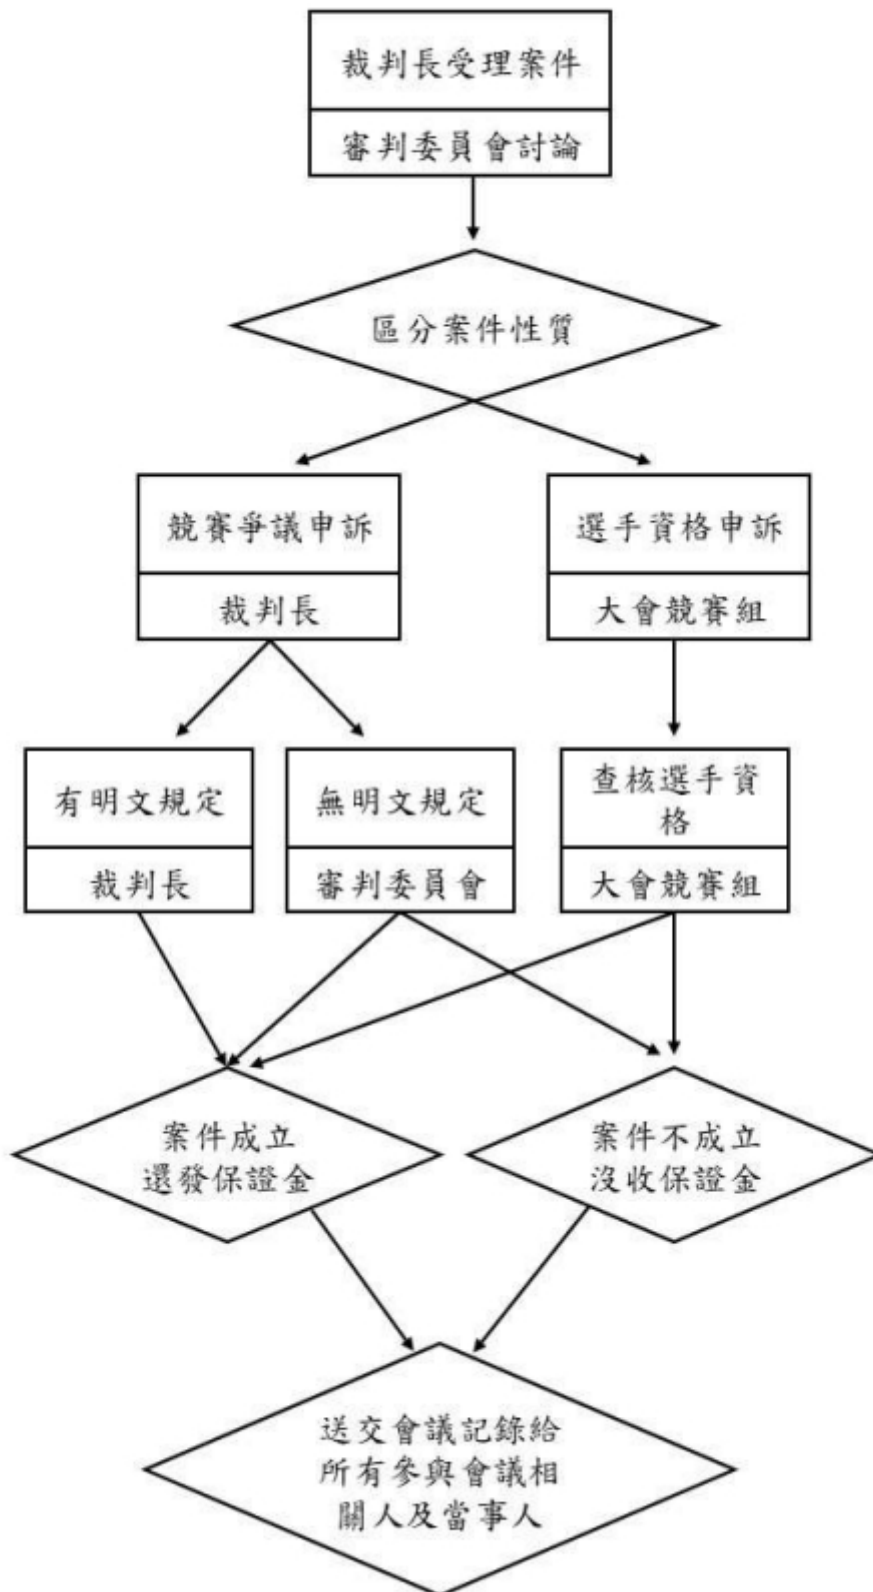 裁判長受理案件
審判委員會討論
區分案件性質
競賽爭議申訴
裁判長
選手資格申訴
大會競賽組
有明文規定
裁判長
無明文規定
審判委員會
查核選手資
格
大會競賽組
案件成立
還發保證金
案件不成立
沒收保證金
送交會議記錄給
所有參與會議相
關人及當事人